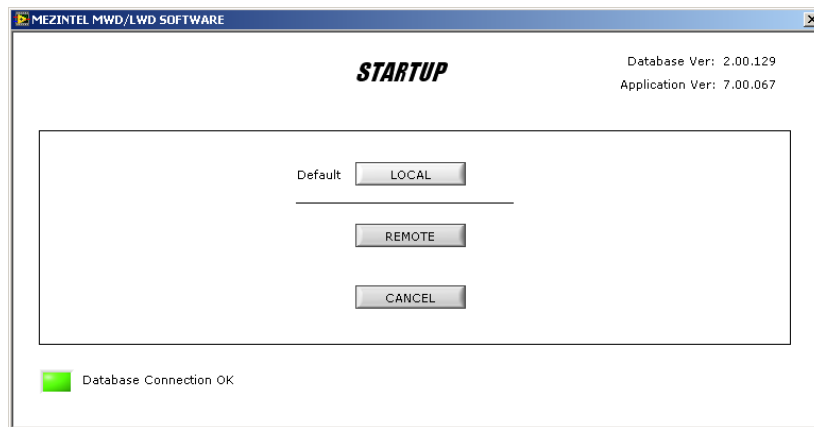 MEZINTEL MWD/LWD SOFTWARE
STARTUP
Database Ver: 2.00.129
Application Ver: 7.00.067
Default LOCAL
REMOTE
CANCEL
Database Connection OK